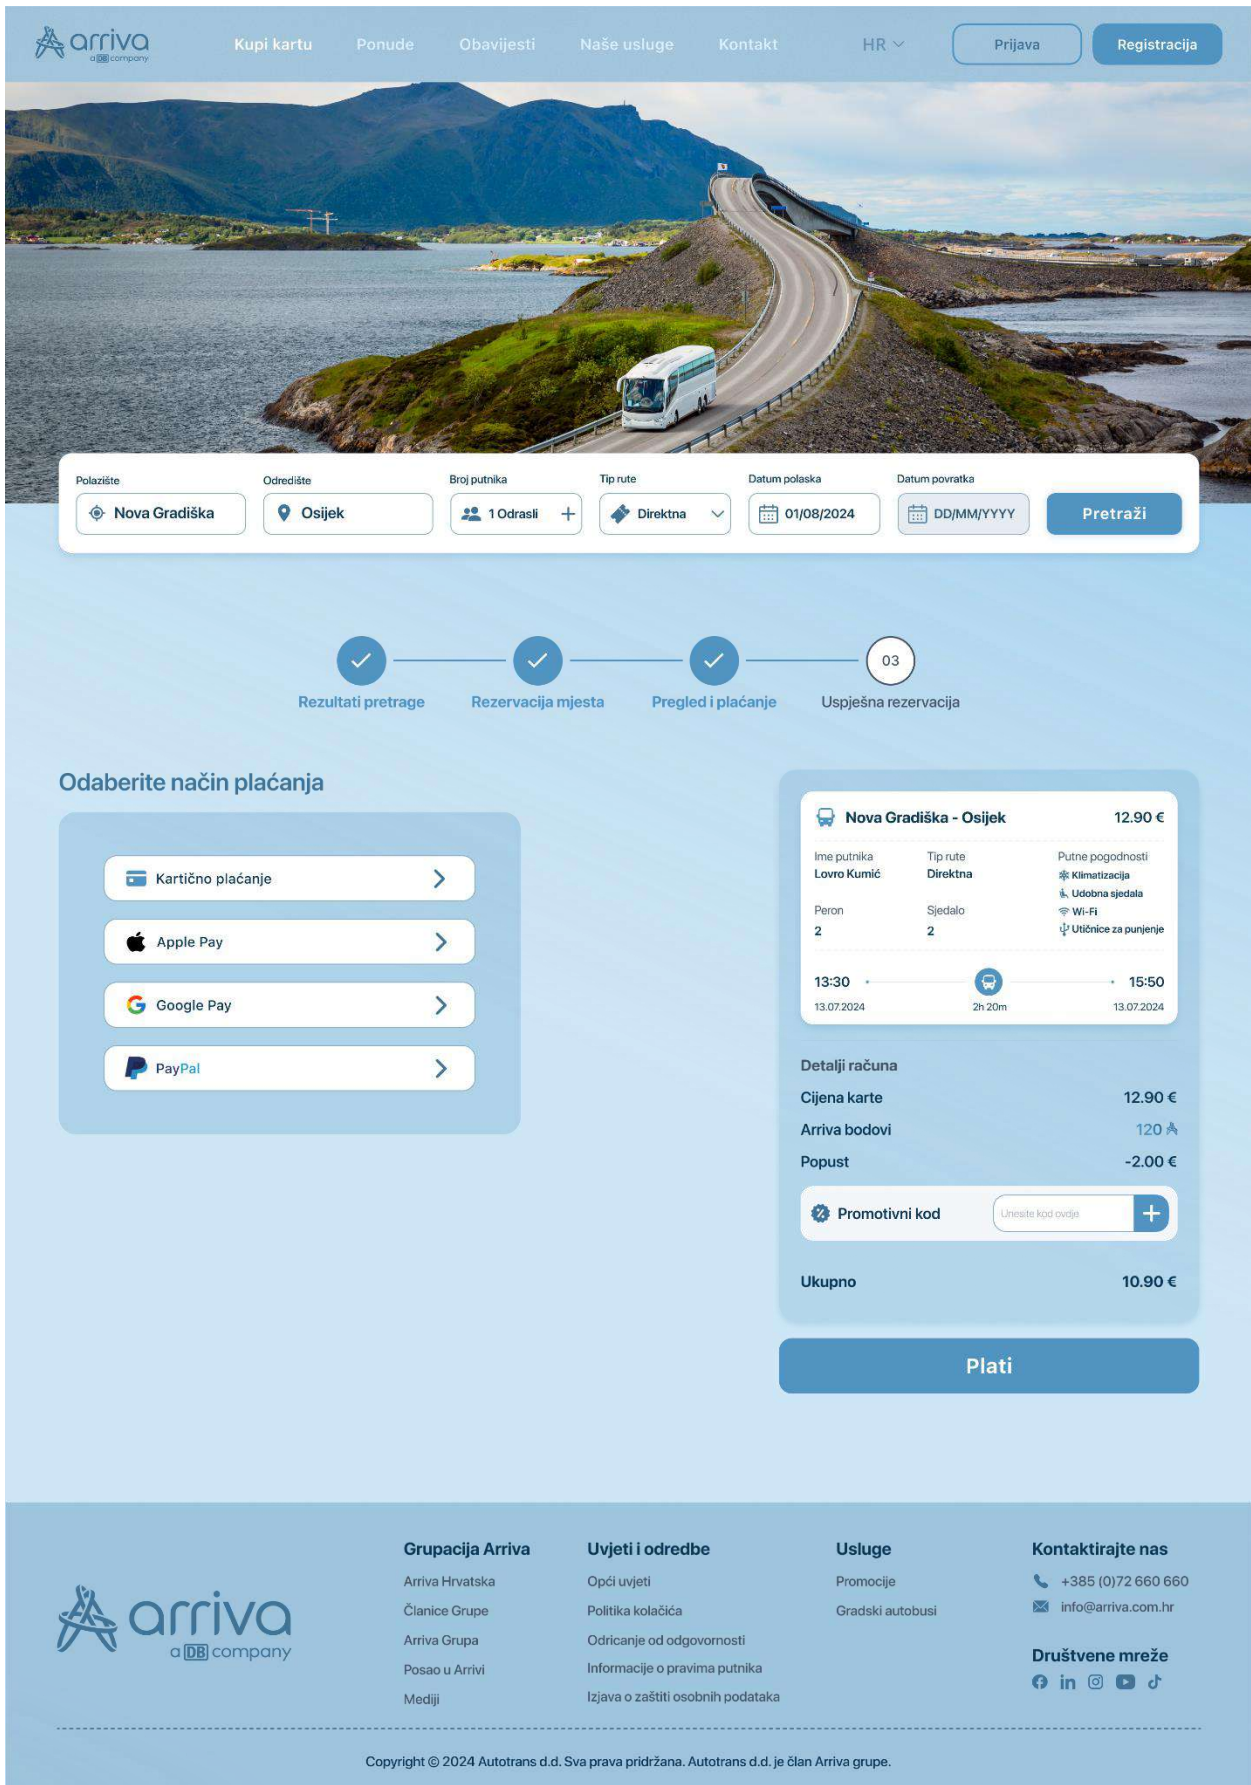 arriva
a DB company
Kupi kartu Ponude Obavijesti Naše usluge Kontakt HR Prijava Registracija
Polazište Odredište Broj putnika Tip rute Datum polaska Datum povratka
Nova Gradiška Osijek 1 Odrasli Direktna 01/08/2024 DD/MM/YYYY Pretraži
03
Rezultati pretrage Rezervacija mjesta Pregled i plaćanje Uspješna rezervacija
Odaberite način plaćanja
Kartično plaćanje
Apple Pay
Google Pay
PayPal
Nova Gradiška - Osijek 12.90 €
Ime putnika Tip rute Putne pogodnosti
Lovro Kumić Direktna Klimatizacija
Udobna sjedala
Peron Sjedalo Wi-Fi
2 2 Utičnice za punjenje
13:30 15:50
13.07.2024 2h 20m 13.07.2024
Detalji računa
Cijena karte 12.90 €
Arriva bodovi 120
Popust -2.00 €
Promotivni kod Unesite kod ovdje
Ukupno 10.90 €
Plati
arriva
a DB company
Grupacija Arriva
Arriva Hrvatska
Članice Grupe
Arriva Grupa
Posao u Arrivi
Mediji
Uvjeti i odredbe
Opći uvjeti
Politika kolačića
Odricanje od odgovornosti
Informacije o pravima putnika
Izjava o zaštiti osobnih podataka
Usluge
Promocije
Gradski autobusi
Kontaktirajte nas
+385 (0)72 660 660
info@arriva.com.hr
Društvene mreže
Copyright © 2024 Autotrans d.d. Sva prava pridržana. Autotrans d.d. je član Arriva grupe.